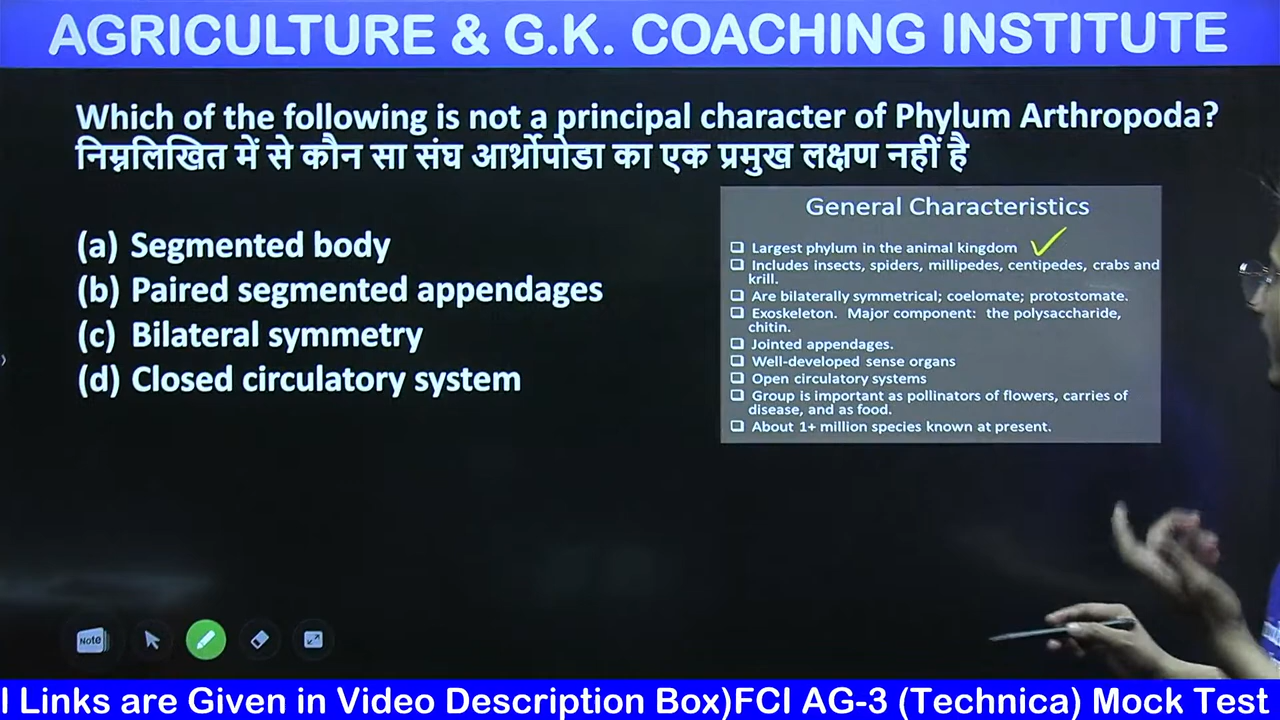 AGRICULTURE & G.K. COACHING INSTITUTE
Which of the following is not a principal character of Phylum Arthropoda?
निम्नलिखित में से कौन सा संघ आर्थ्रोपोडा का एक प्रमुख लक्षण नहीं है
(a) Segmented body
(b) Paired segmented appendages
(c) Bilateral symmetry
(d) Closed circulatory system
General Characteristics
Largest phylum in the animal kingdom
Includes insects, spiders, millipedes, centipedes, crabs and
krill.
Are bilaterally symmetrical; coelomate; protostomate.
Exoskeleton. Major component: the polysaccharide,
chitin.
Jointed appendages.
Well-developed sense organs
Open circulatory systems
Group is important as pollinators of flowers, carries of
disease, and as food.
About 1+ million species known at present.
Note
l Links are Given in Video Description Box)FCI AG-3 (Technica) Mock Test